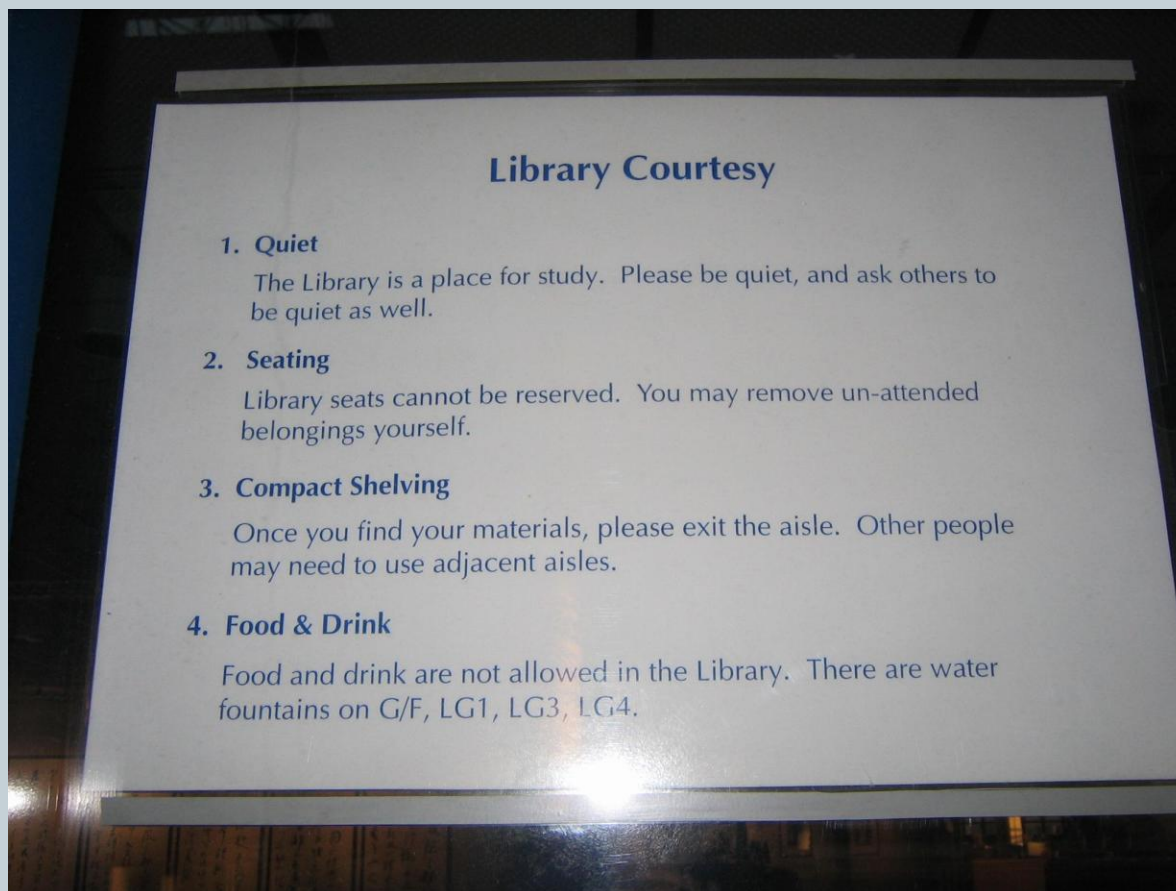 Library Courtesy
1. Quiet
The Library is a place for study. Please be quiet, and ask others to
be quiet as well.
2. Seating
Library seats cannot be reserved. You may remove un-attended
belongings yourself.
3. Compact Shelving
Once you find your materials, please exit the aisle. Other people
may need to use adjacent aisles.
4. Food & Drink
Food and drink are not allowed in the Library. There are water
fountains on G/F, LG1, LG3, LG4.